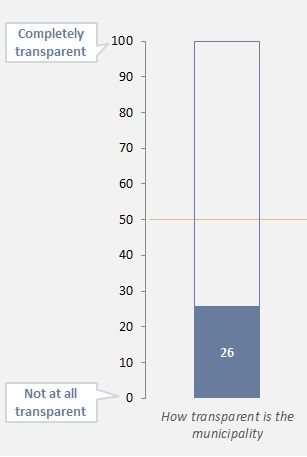 Completely
transparent
100
90
80
70
60
50
40
30
20
10
0
26
Not at all
transparent
How transparent is the
municipality